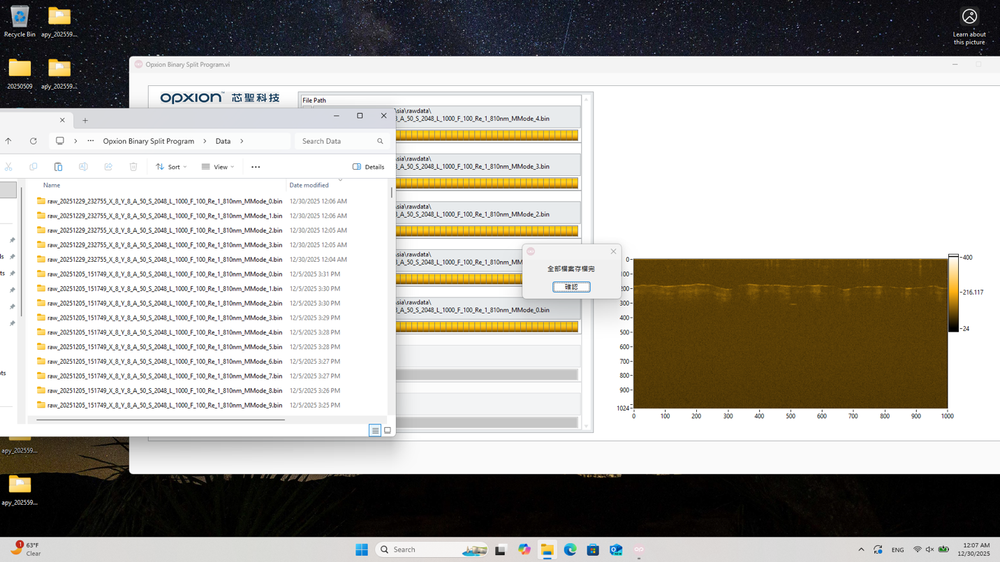 Recycle Bin
apy_202559...
Learn about
this picture
20250509
apy_202559...
Opxion Binary Split Program.vi
opxion™ 芯聖科技
File Path
sia\rawdata\
_A_50_S_2048_L_1000_F_100_Re_1_810nm_MMode_4.bin
sia\rawdata\
_A_50_S_2048_L_1000_F_100_Re_1_810nm_MMode_3.bin
sia\rawdata\
_A_50_S_2048_L_1000_F_100_Re_1_810nm_MMode_2.bin
sia\rawdata\
_A_50_S_2048_L_1000_F_100_Re_1_810nm_MM
sia\rawdata\
_A_50_S_2048_L_1000_F_100_Re_1_810nm_MMode_0.bin
Opxion Binary Split Program
Data
Search Data
Sort
View
Details
Name
Date modified
raw_20251229_232755_X_8_Y_8_A_50_S_2048_L_1000_F_100_Re_1_810nm_MMode_0.bin 12/30/2025 12:06 AM
raw_20251229_232755_X_8_Y_8_A_50_S_2048_L_1000_F_100_Re_1_810nm_MMode_1.bin 12/30/2025 12:06 AM
raw_20251229_232755_X_8_Y_8_A_50_S_2048_L_1000_F_100_Re_1_810nm_MMode_2.bin 12/30/2025 12:05 AM
raw_20251229_232755_X_8_Y_8_A_50_S_2048_L_1000_F_100_Re_1_810nm_MMode_3.bin 12/30/2025 12:05 AM
raw_20251229_232755_X_8_Y_8_A_50_S_2048_L_1000_F_100_Re_1_810nm_MMode_4.bin 12/30/2025 12:04 AM
raw_20251205_151749_X_8_Y_8_A_50_S_2048_L_1000_F_100_Re_1_810nm_MMode_0.bin 12/5/2025 3:31 PM
raw_20251205_151749_X_8_Y_8_A_50_S_2048_L_1000_F_100_Re_1_810nm_MMode_1.bin 12/5/2025 3:30 PM
raw_20251205_151749_X_8_Y_8_A_50_S_2048_L_1000_F_100_Re_1_810nm_MMode_2.bin 12/5/2025 3:30 PM
raw_20251205_151749_X_8_Y_8_A_50_S_2048_L_1000_F_100_Re_1_810nm_MMode_3.bin 12/5/2025 3:29 PM
raw_20251205_151749_X_8_Y_8_A_50_S_2048_L_1000_F_100_Re_1_810nm_MMode_4.bin 12/5/2025 3:28 PM
raw_20251205_151749_X_8_Y_8_A_50_S_2048_L_1000_F_100_Re_1_810nm_MMode_5.bin 12/5/2025 3:28 PM
raw_20251205_151749_X_8_Y_8_A_50_S_2048_L_1000_F_100_Re_1_810nm_MMode_6.bin 12/5/2025 3:27 PM
raw_20251205_151749_X_8_Y_8_A_50_S_2048_L_1000_F_100_Re_1_810nm_MMode_7.bin 12/5/2025 3:27 PM
raw_20251205_151749_X_8_Y_8_A_50_S_2048_L_1000_F_100_Re_1_810nm_MMode_8.bin 12/5/2025 3:26 PM
raw_20251205_151749_X_8_Y_8_A_50_S_2048_L_1000_F_100_Re_1_810nm_MMode_9.bin 12/5/2025 3:25 PM
全部檔案存檔完
確認
0
100
200
300
400
500
600
700
800
900
1024
0 100 200 300 400 500 600 700 800 900 1000
400
216.117
24
apy_202559...
apy_202559...
1
63°F
Clear
Search
NEW
ENG
12:07 AM
12/30/2025